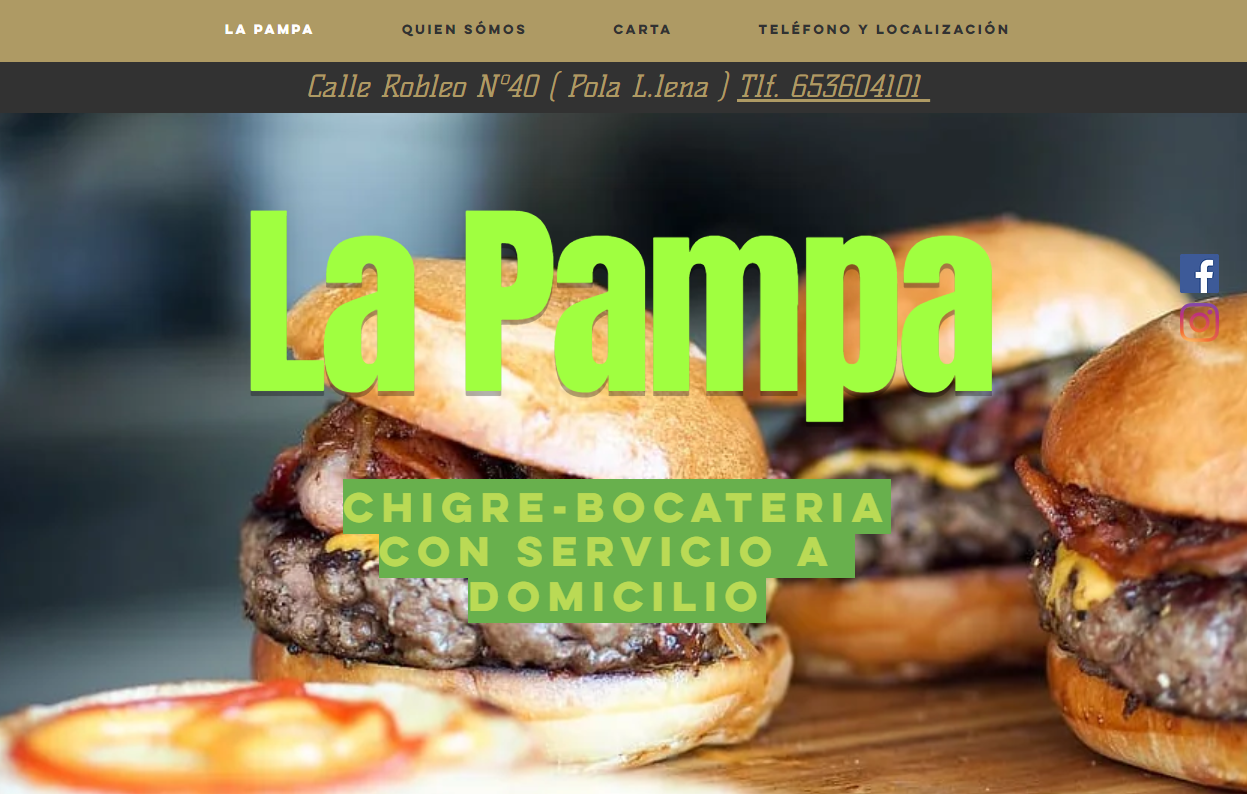 LA PAMPA QUIEN SÓMOS CARTA TELÉFONO Y LOCALIZACIÓN
Calle Robleo Nº40 ( Pola L.lena ) Tlf. 653604101
La Pampa
CHIGRE-BOCATERIA
CON SERVICIO A
DOMICILIO